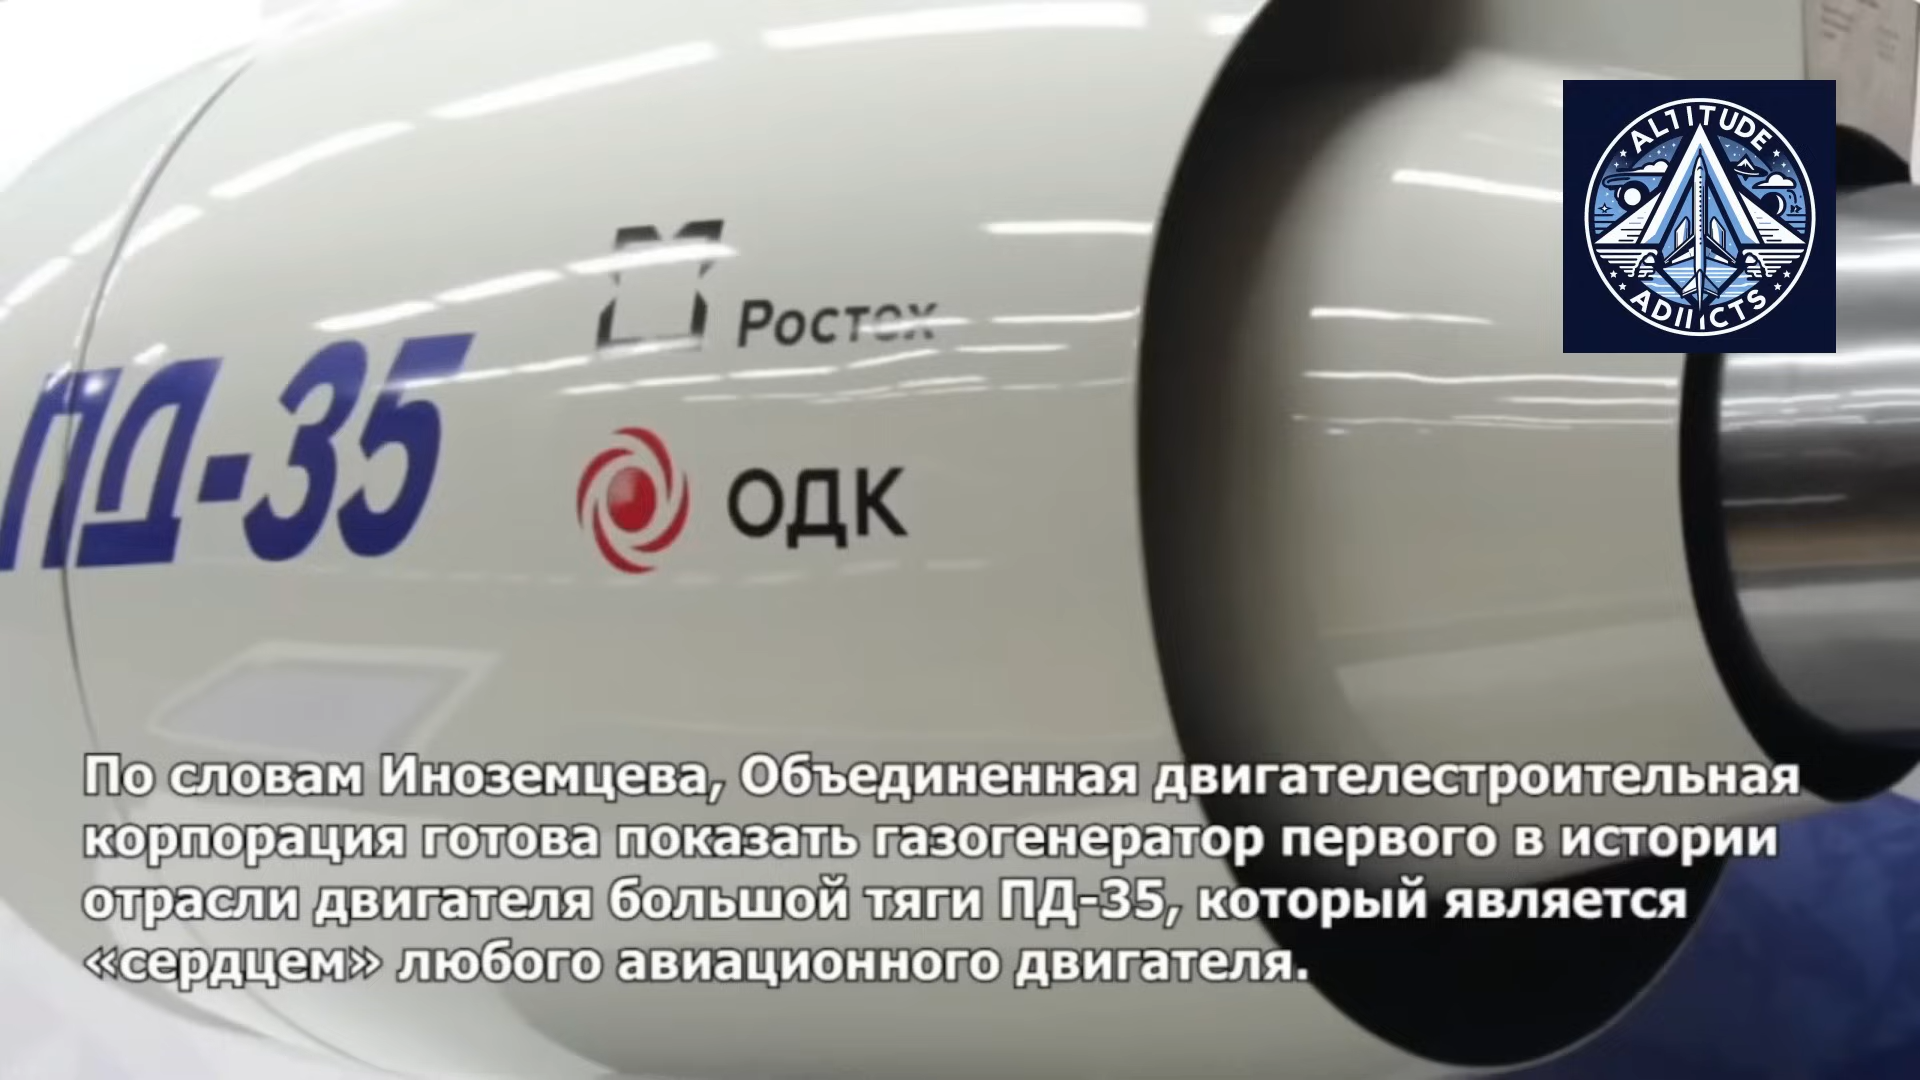 ALTITUDE
ADIICTS
Ростех
ПД-35
ОДК
По словам Иноземцева, Объединенная двигателестроительная
корпорация готова показать газогенератор первого в истории
отрасли двигателя большой тяги ПД-35, который является
«сердцем» любого авиационного двигателя.